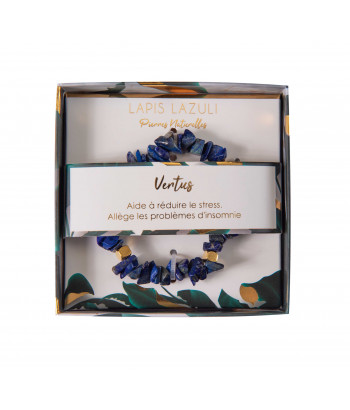 LAPIS LAZULI
Pierres Naturelles
Vertus
Aide à réduire le stress.
Allège les problèmes d'insomnie